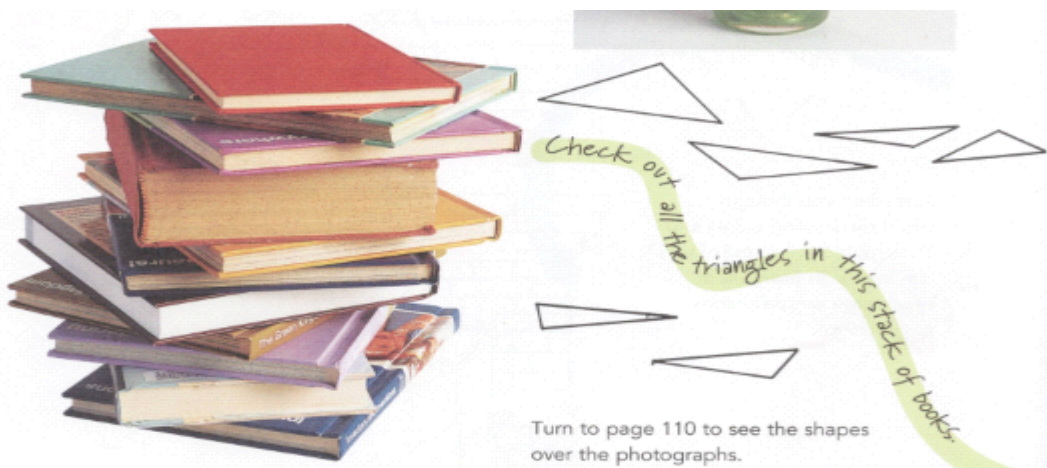 Check out all the triangles in this stack of books.
Turn to page 110 to see the shapes
over the photographs.